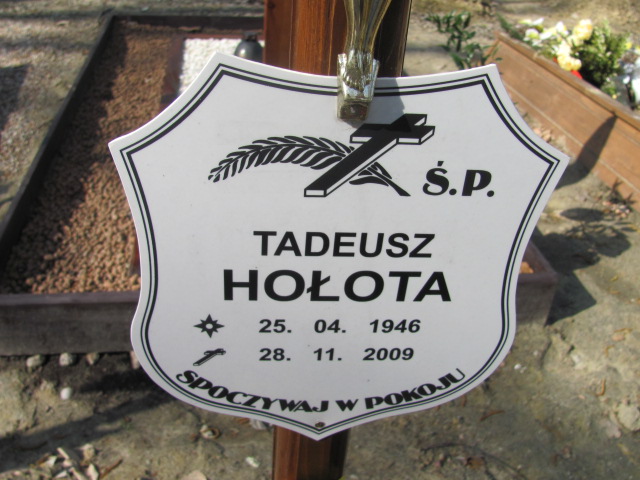 Ś.P.
TADEUSZ
HOŁOTA
25. 04. 1946
28. 11. 2009
SPOCZYWAJ W POKOJU